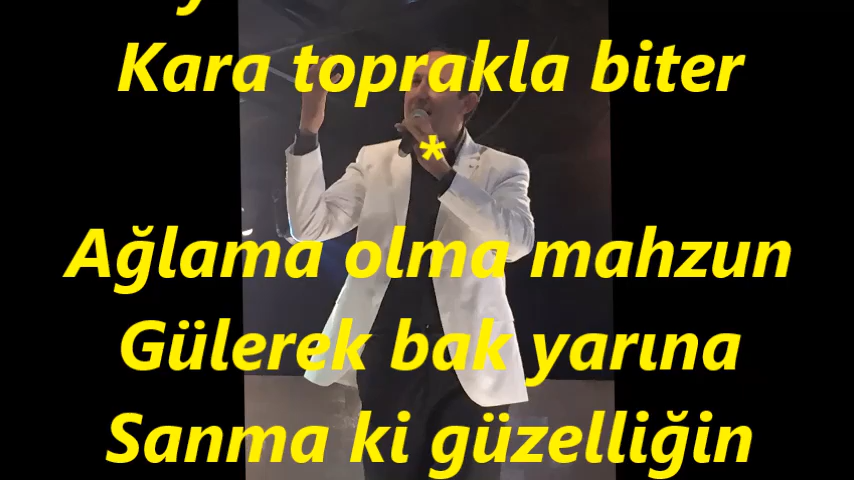 Kara toprakla biter
*
Ağlama olma mahzun
Gülerek bak yarına
Sanma ki güzelliğin